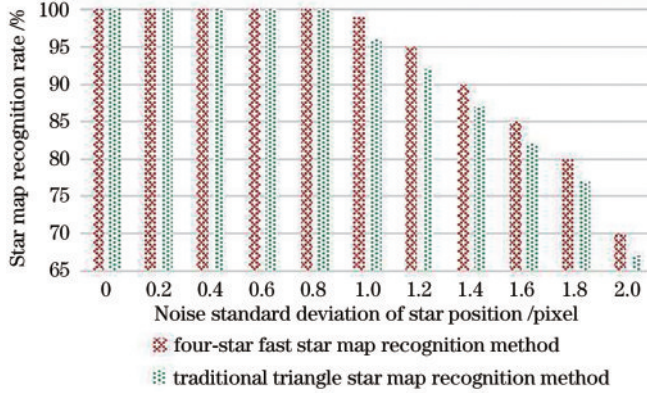 Star map recognition rate /%
100
95
90
85
80
75
70
65
0 0.2 0.4 0.6 0.8 1.0 1.2 1.4 1.6 1.8 2.0
Noise standard deviation of star position /pixel
four-star fast star map recognition method
traditional triangle star map recognition method